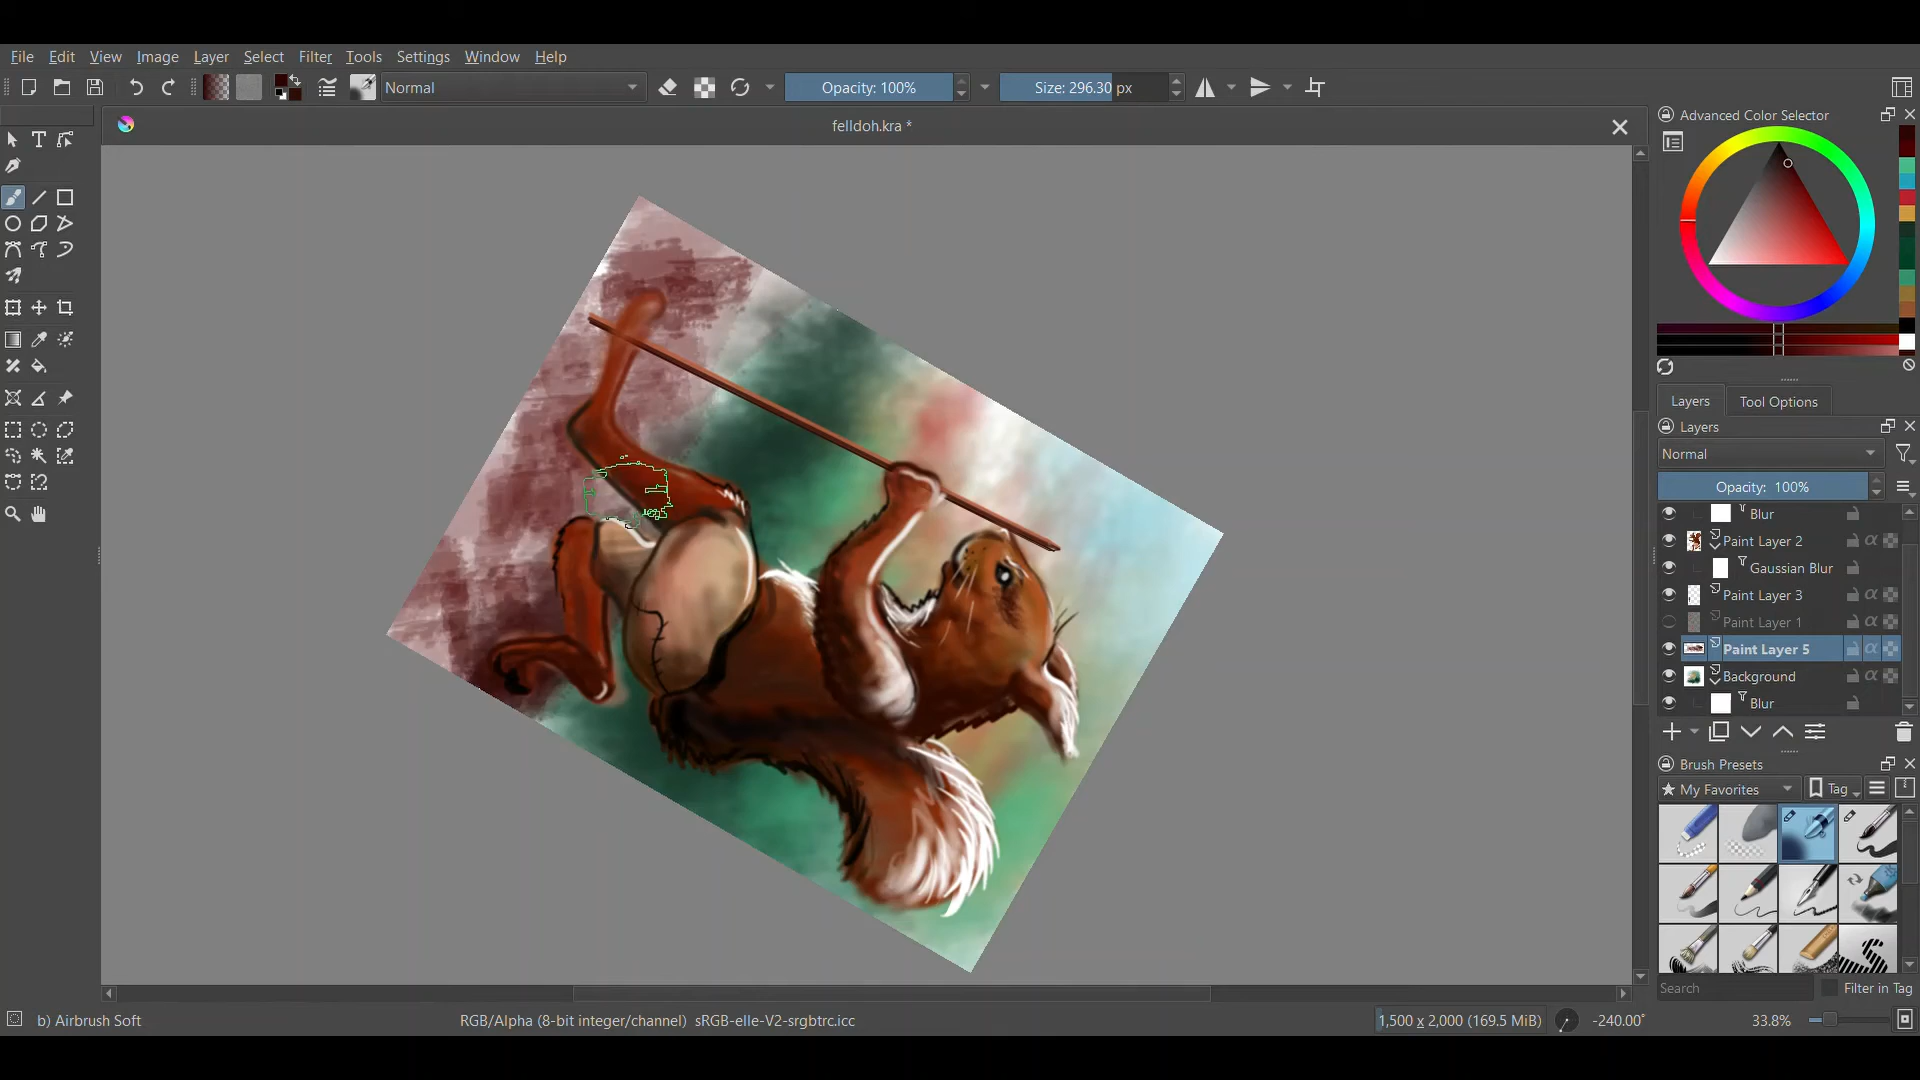 File Edit View Image Layer Select Filter Tools Settings Window Help
Normal Opacity: 100% Size: 296.30 px
felldoh.kra *
Advanced Color Selector
Layers Tool Options
Layers
Normal
Opacity: 100%
Blur
Paint Layer 2
Gaussian Blur
Paint Layer 3
Paint Layer 1
Paint Layer 5
Background
Blur
Brush Presets
★ My Favorites Tag
Search Filter in Tag
b) Airbrush Soft RGB/Alpha (8-bit integer/channel) sRGB-elle-V2-srgbtrc.icc 1,500 x 2,000 (169.5 MiB) -240.00° 33.8%